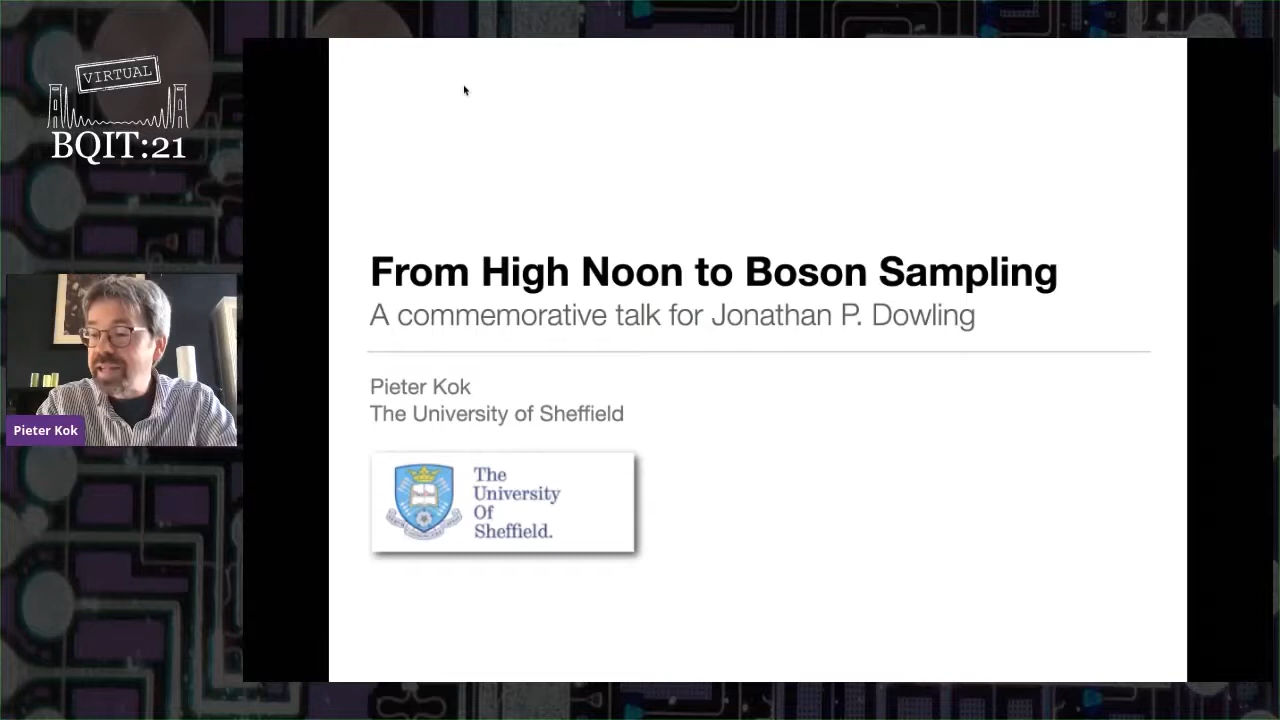 VIRTUAL
BQIT:21
From High Noon to Boson Sampling
A commemorative talk for Jonathan P. Dowling
Pieter Kok
The University of Sheffield
The
University
Of
Sheffield.
Pieter Kok